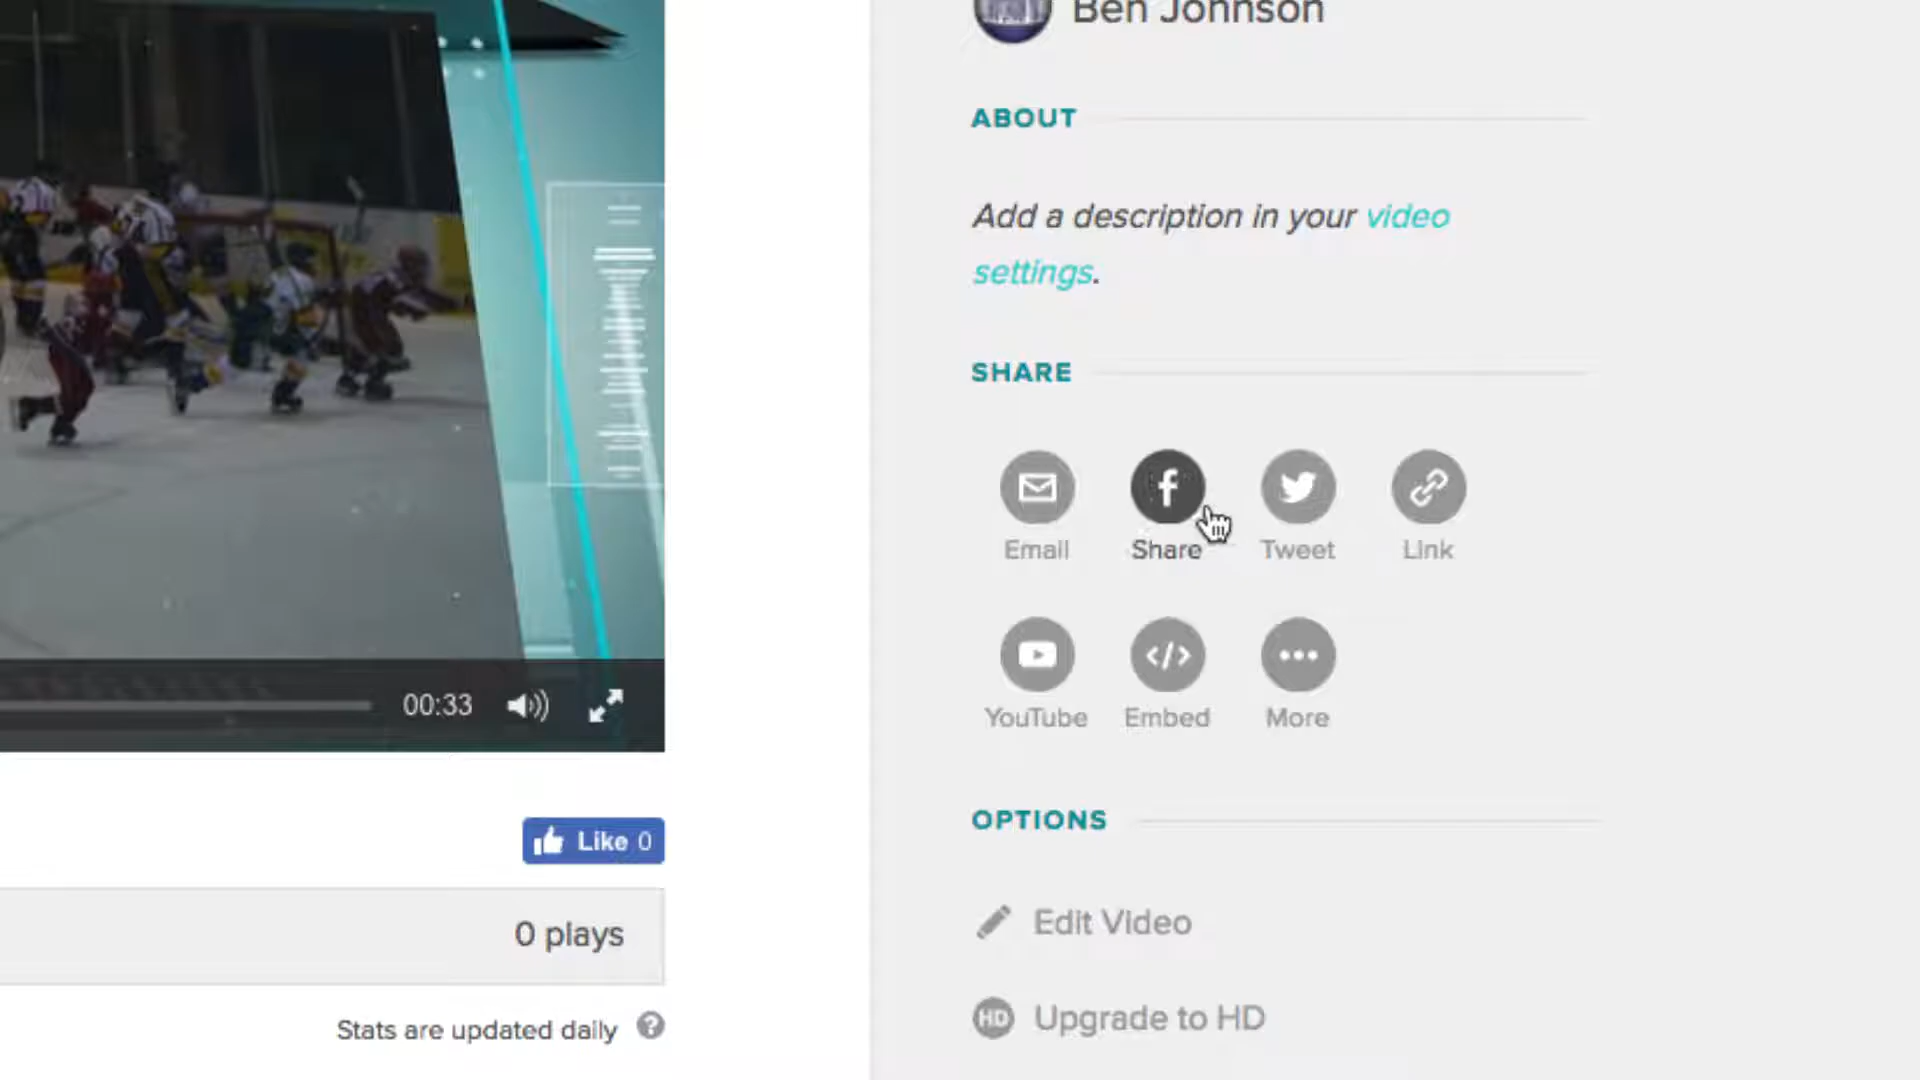 Ben Johnson
ABOUT
Add a description in your video
settings.
SHARE
Email
Share
Tweet
Link
YouTube
Embed
More
00:33
Like 0
0 plays
Stats are updated daily ?
OPTIONS
Edit Video
HD Upgrade to HD